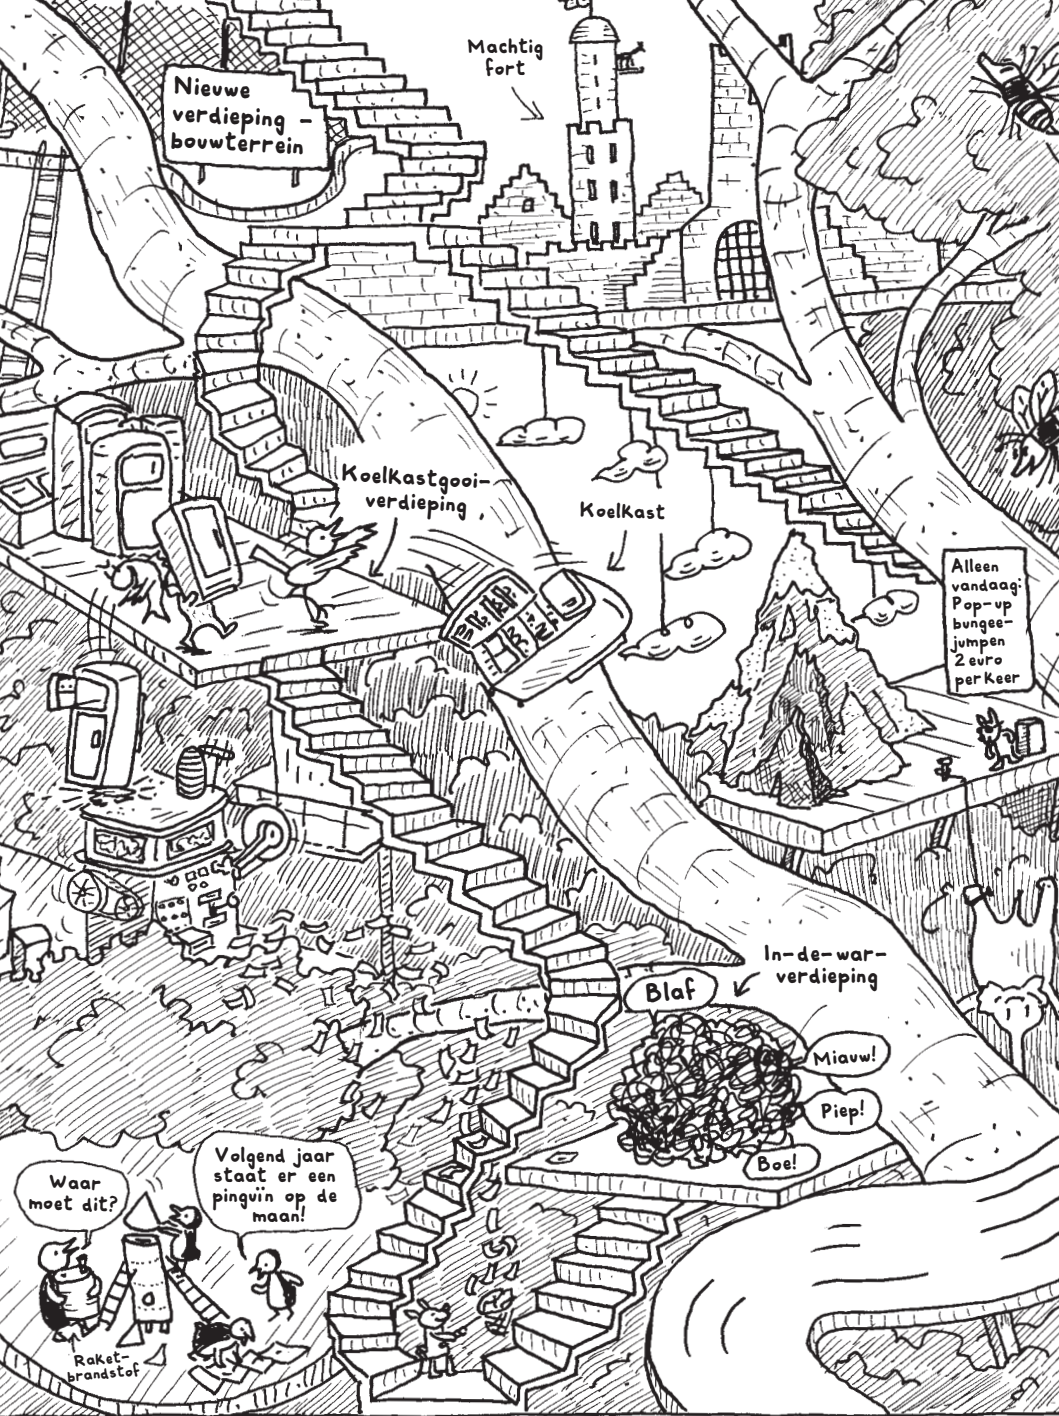 Machtig
fort
Nieuwe
verdieping -
bouwterrein
Koelkastgooi-
verdieping
Koelkast
Alleen
vandaag:
Pop-up
bungee-
jumpen
2 euro
per keer
In-de-war-
verdieping
Blaf
Miauw!
Piep!
Boe!
Waar
moet dit?
Volgend jaar
staat er een
pinguïn op de
maan!
Raket-
brandstof